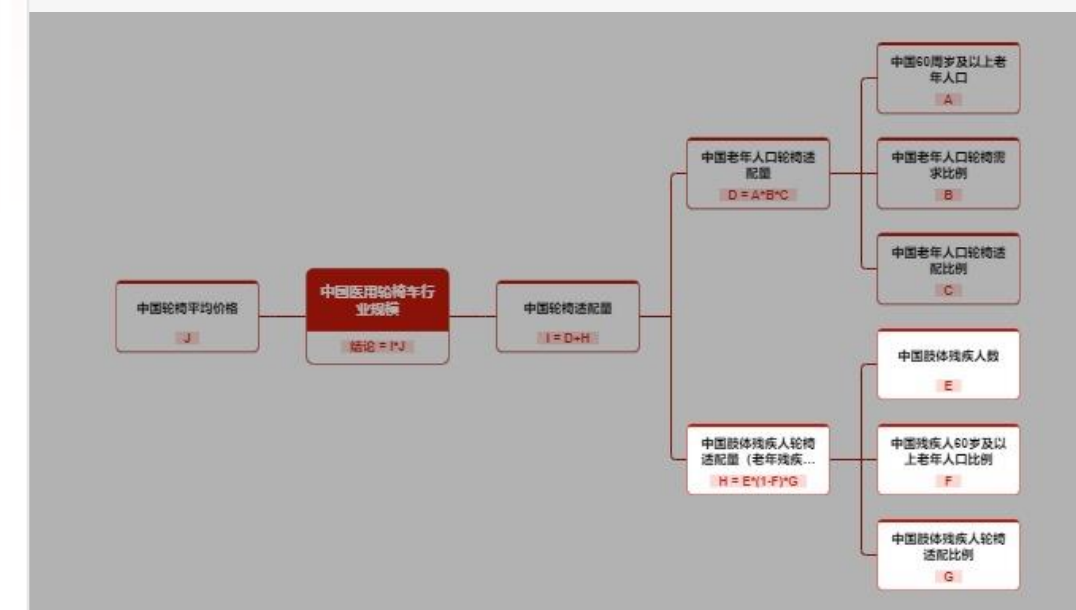 中国60周岁及以上老
年人口
A
中国老年人口轮椅适
配量
D = A*B*C
中国老年人口轮椅需
求比例
B
中国老年人口轮椅适
配比例
C
中国轮椅平均价格
J
中国医用轮椅车行
业规模
结论 = I*J
中国轮椅适配量
I = D+H
中国肢体残疾人数
E
中国肢体残疾人轮椅
适配量（老年残疾...
H = E*(1-F)*G
中国残疾人60岁及以
上老年人口比例
F
中国肢体残疾人轮椅
适配比例
G